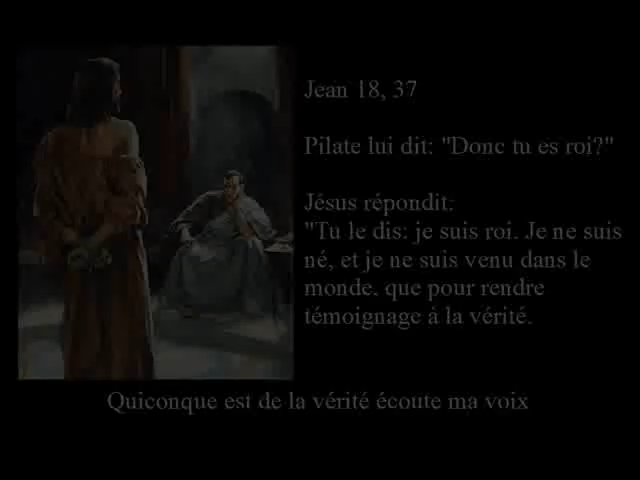 Jean 18, 37
Pilate lui dit: "Donc tu es roi?"
Jésus répondit:
"Tu le dis: je suis roi. Je ne suis
né, et je ne suis venu dans le
monde, que pour rendre
témoignage à la vérité.
Quiconque est de la vérité écoute ma voix